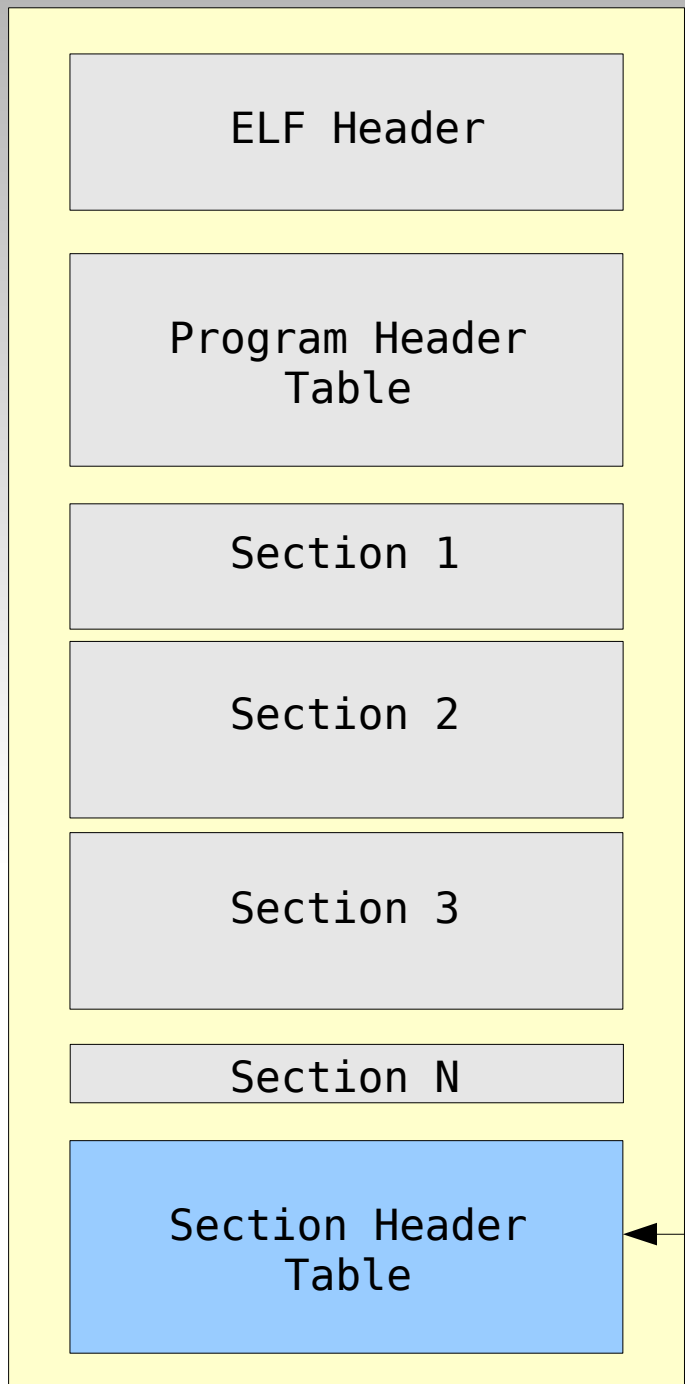 ELF Header
Program Header
Table
Section 1
Section 2
Section 3
Section N
Section Header
Table